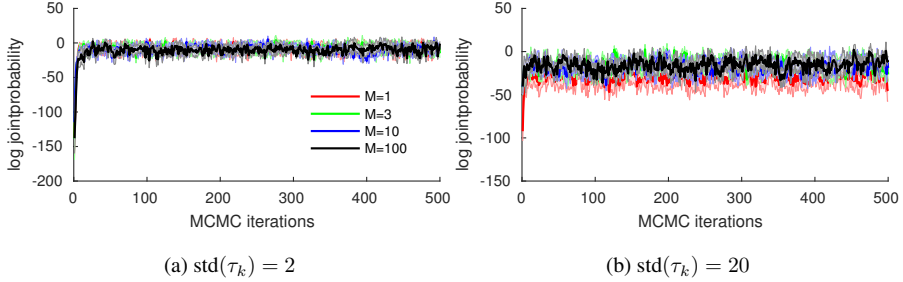 50
0
-50
-100
-150
-200
log jointprobability
0
100
200
300
400
500
MCMC iterations
M=1
M=3
M=10
M=100
(a) std(τk) = 2
50
0
-50
-100
-150
log jointprobability
0
100
200
300
400
500
MCMC iterations
(b) std(τk) = 20